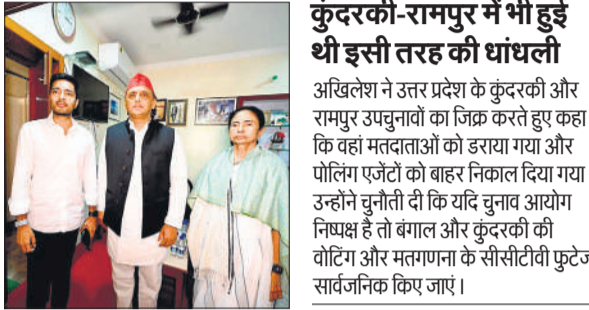 कुंदरकी-रामपुर में भी हुई
थी इसी तरह की धांधली
अखिलेश ने उत्तर प्रदेश के कुंदरकी और
रामपुर उपचुनावों का जिक्र करते हुए कहा
कि वहां मतदाताओं को डराया गया और
पोलिंग एजेंटों को बाहर निकाल दिया गया
उन्होंने चुनौती दी कि यदि चुनाव आयोग
निष्पक्ष है तो बंगाल और कुंदरकी की
वोटिंग और मतगणना के सीसीटीवी फुटेज
सार्वजनिक किए जाएं।